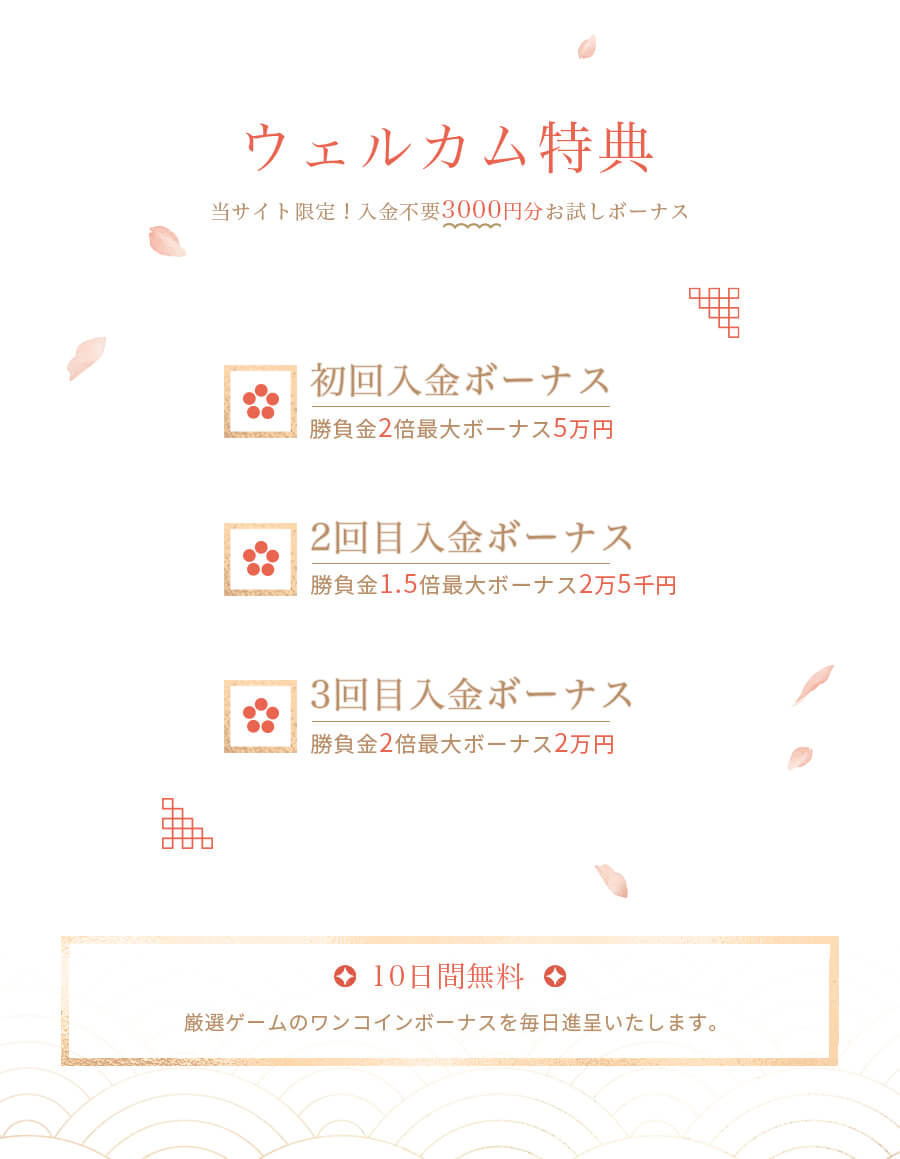 ウェルカム特典
当サイト限定！入金不要3000円分お試しボーナス
初回入金ボーナス
勝負金2倍最大ボーナス5万円
2回目入金ボーナス
勝負金1.5倍最大ボーナス2万5千円
3回目入金ボーナス
勝負金2倍最大ボーナス2万円
10日間無料
厳選ゲームのワンコインボーナスを毎日進呈いたします。